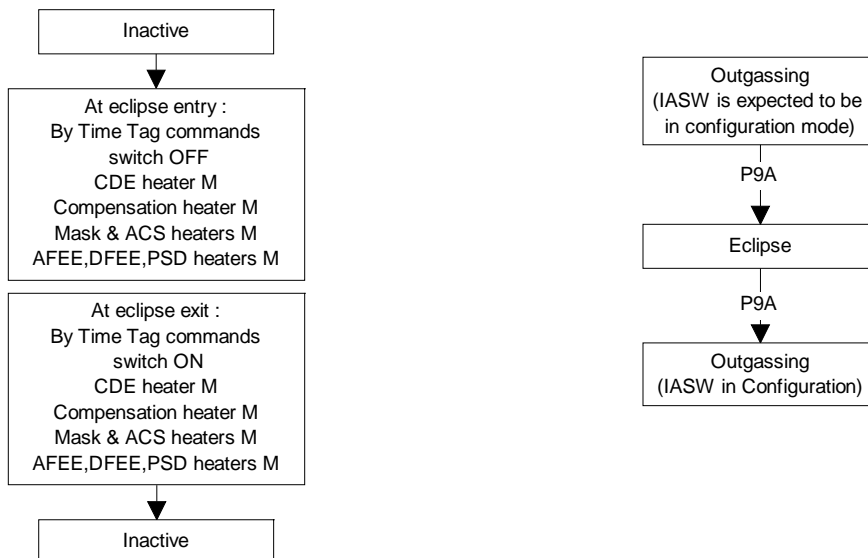 Inactive
At eclipse entry :
By Time Tag commands
switch OFF
CDE heater M
Compensation heater M
Mask & ACS heaters M
AFEE,DFEE,PSD heaters M
At eclipse exit :
By Time Tag commands
switch ON
CDE heater M
Compensation heater M
Mask & ACS heaters M
AFEE,DFEE,PSD heaters M
Inactive
Outgassing
(IASW is expected to be
in configuration mode)
P9A
Eclipse
P9A
Outgassing
(IASW in Configuration)